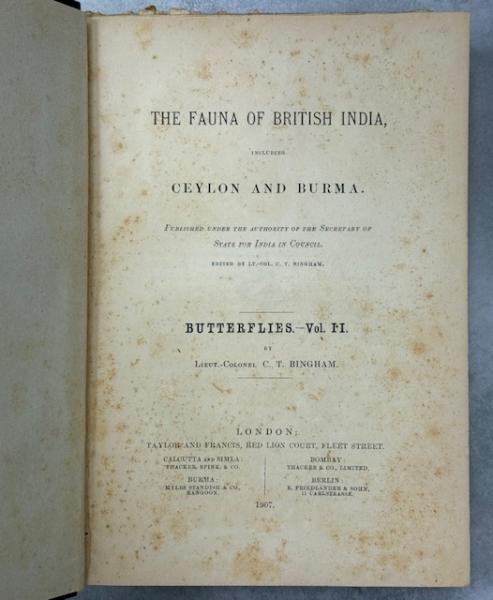 THE FAUNA OF BRITISH INDIA,
INCLUDING
CEYLON AND BURMA.
PUBLISHED UNDER THE AUTHORITY OF THE SECRETARY OF
STATE FOR INDIA IN COUNCIL.
EDITED BY LT.-COL. C. T. BINGHAM.
BUTTERFLIES.—Vol. II.
BY
LIEUT.-COLONEL C. T. BINGHAM.
LONDON:
TAYLOR AND FRANCIS, RED LION COURT, FLEET STREET.
CALCUTTA AND SIMLA:
THACKER, SPINK, & CO.
BOMBAY:
THACKER & CO., LIMITED.
BURMA:
MYLES STANDISH & CO.,
RANGOON.
BERLIN:
R. FRIEDLÄNDER & SOHN,
11 CARLSTRASSE.
1907.